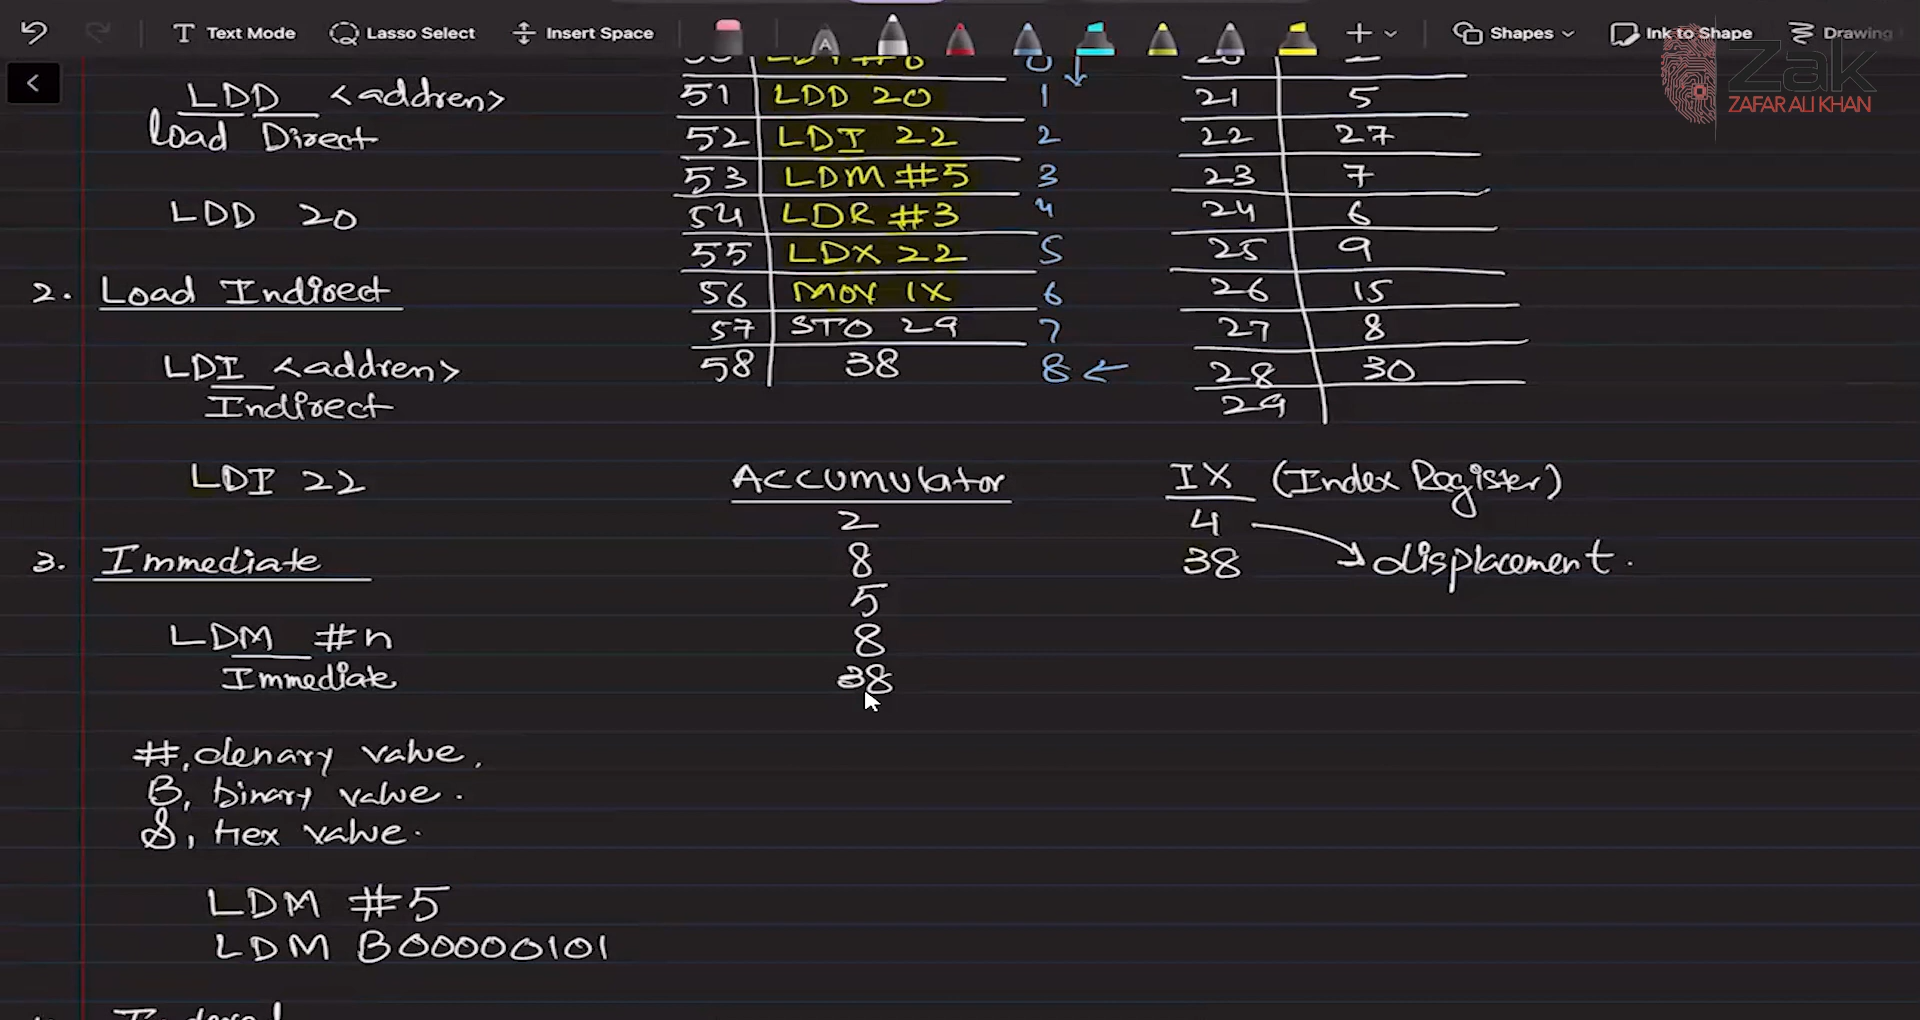 Text Mode Lasso Select Insert Space Shapes Ink to Shape Drawing
Zak
ZAFAR ALI KHAN
LDD <addren>
Load Direct
LDD 20
2. Load Indirect
LDI <addren>
Indirect
LDI 22
3. Immediate
LDM #n
Immediate
#, denary value.
B, binary value.
&, Hex value.
LDM #5
LDM B00000101
51 LDD 20 1
52 LDI 22 2
53 LDM #5 3
54 LDR #3 4
55 LDX 22 5
56 MOV IX 6
57 STO 29 7
58 38 8 ←
21 5
22 27
23 7
24 6
25 9
26 15
27 8
28 30
29
Accumulator
2
8
5
8
38
IX (Index Register)
4 → displacement.
38